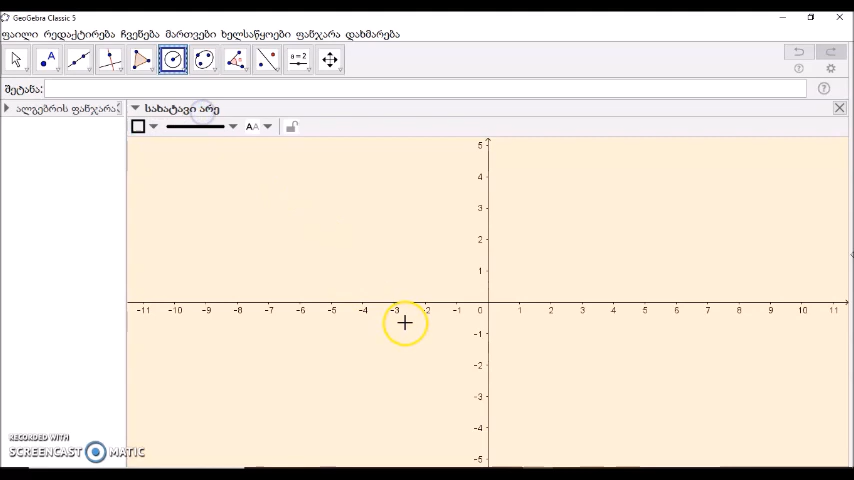 GeoGebra Classic 5
ფაილი რედაქტირება ჩვენება მართვები ხელსაწყოები ფანჯარა დახმარება
A
a = 2
შეტანა:
ალგებრის ფანჯარა
სახატავი არე
AA
5
4
3
2
1
-11 -10 -9 -8 -7 -6 -5 -4 -3 -2 -1 0 1 2 3 4 5 6 7 8 9 10 11
-1
-2
-3
-4
-5
RECORDED WITH
SCREENCAST MATIC